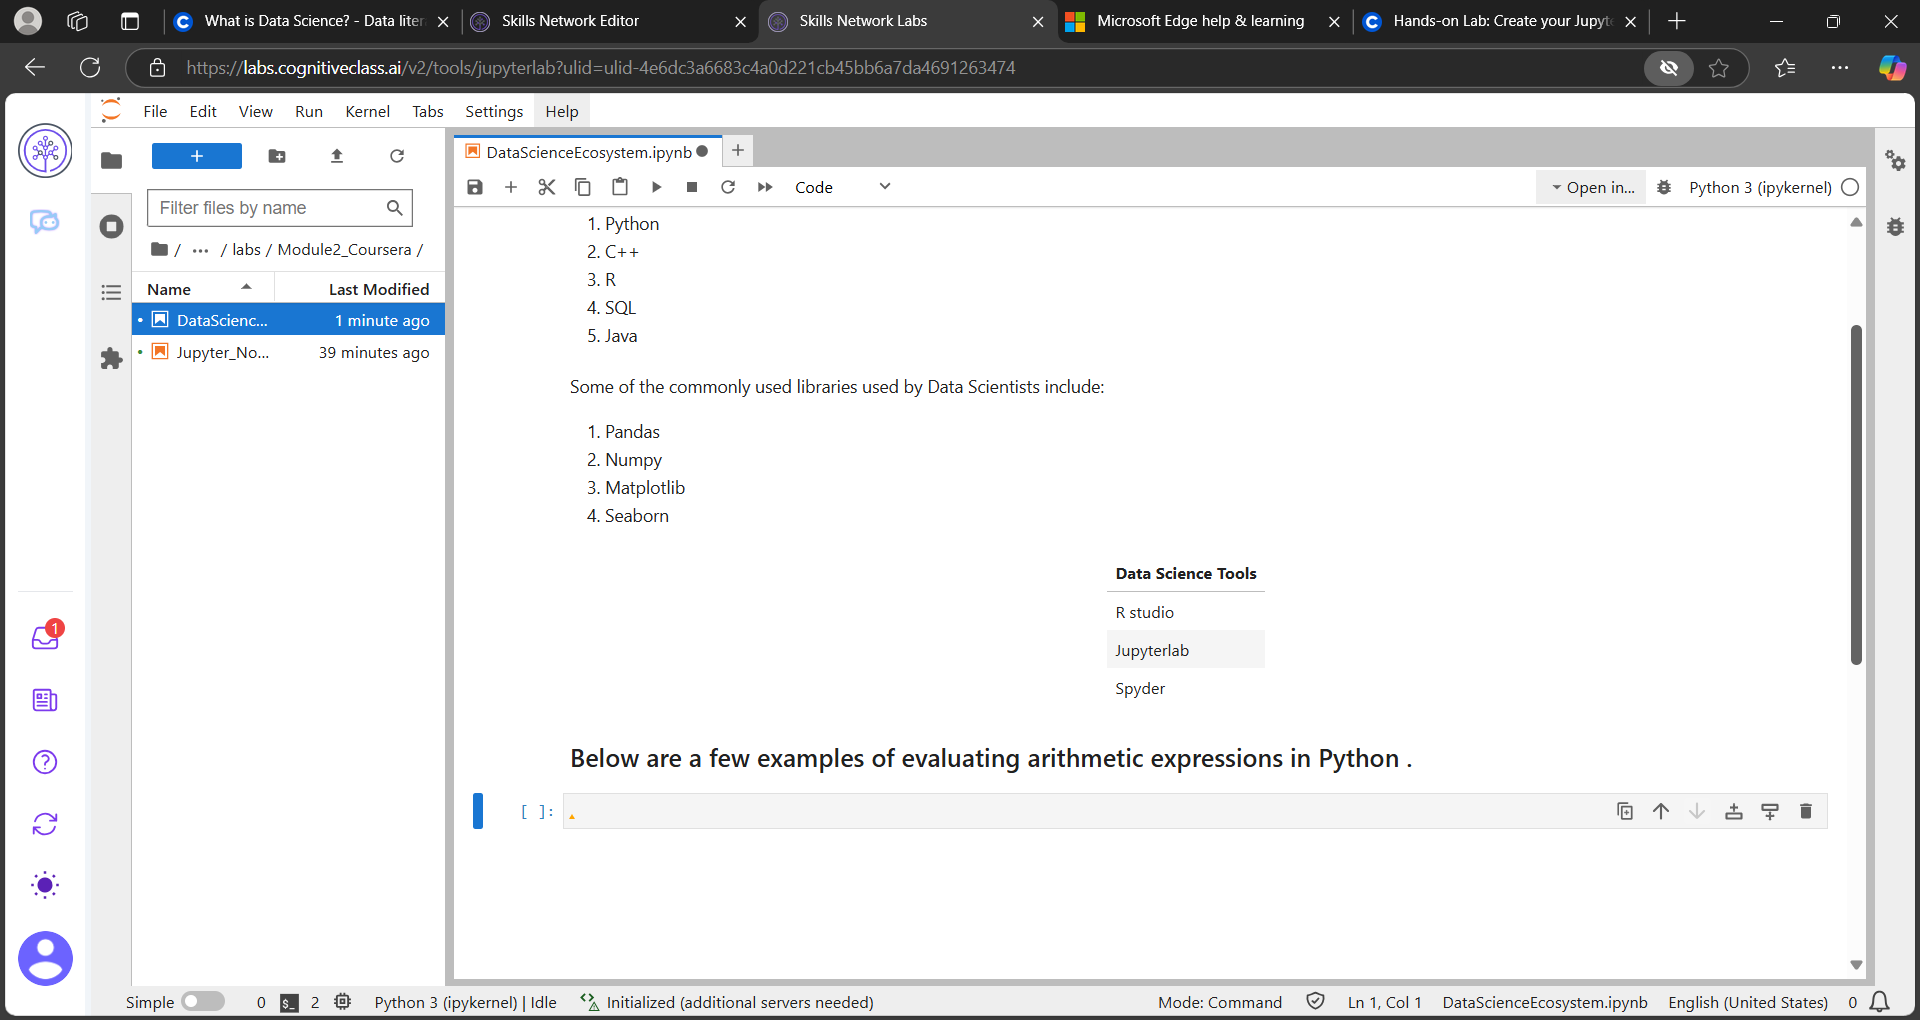 What is Data Science? - Data liter
Skills Network Editor
Skills Network Labs
Microsoft Edge help & learning
Hands-on Lab: Create your Jupyt
https://labs.cognitiveclass.ai/v2/tools/jupyterlab?ulid=ulid-4e6dc3a6683c4a0d221cb45bb6a7da4691263474
File Edit View Run Kernel Tabs Settings Help
DataScienceEcosystem.ipynb
Code
Open in...
Python 3 (ipykernel)
Filter files by name
/ ··· / labs / Module2_Coursera /
Name Last Modified
DataScienc... 1 minute ago
Jupyter_No... 39 minutes ago
1. Python
2. C++
3. R
4. SQL
5. Java
Some of the commonly used libraries used by Data Scientists include:
1. Pandas
2. Numpy
3. Matplotlib
4. Seaborn
Data Science Tools
R studio
Jupyterlab
Spyder
Below are a few examples of evaluating arithmetic expressions in Python .
[ ]:
1
Simple 0 2 Python 3 (ipykernel) | Idle Initialized (additional servers needed) Mode: Command Ln 1, Col 1 DataScienceEcosystem.ipynb English (United States) 0